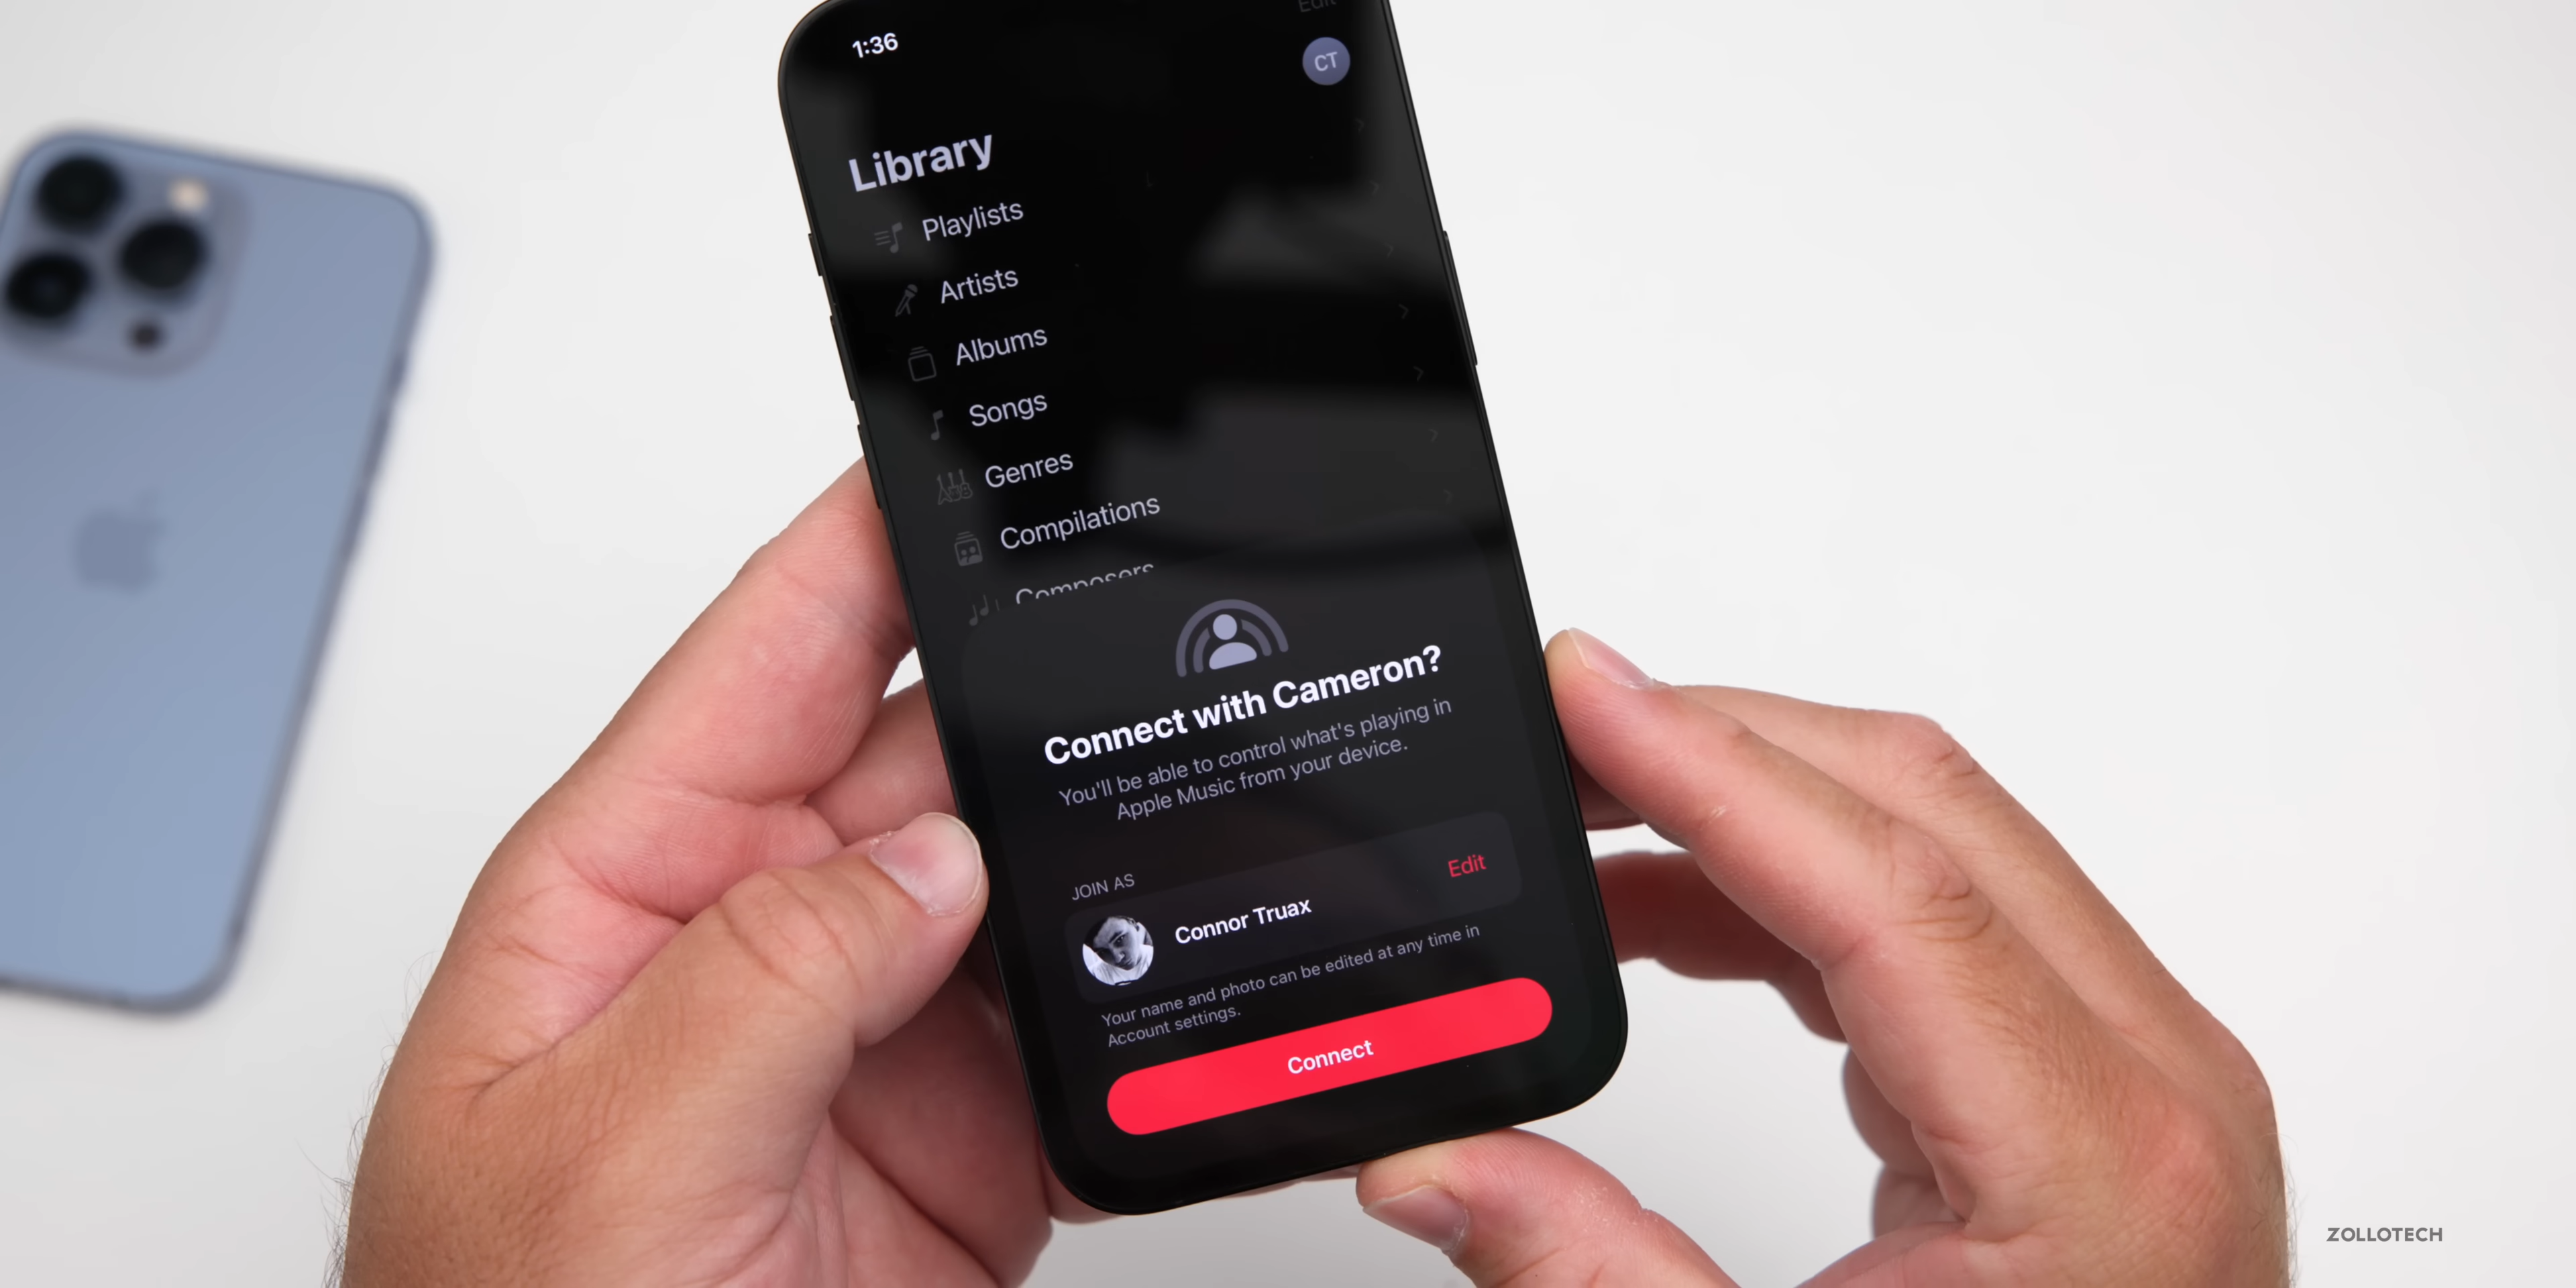 1:36
Edit
CT
Library
Playlists
Artists
Albums
Songs
Genres
Compilations
Composers
Connect with Cameron?
You'll be able to control what's playing in
Apple Music from your device.
JOIN AS
Connor Truax
Edit
Your name and photo can be edited at any time in
Account settings.
Connect
ZOLLOTECH